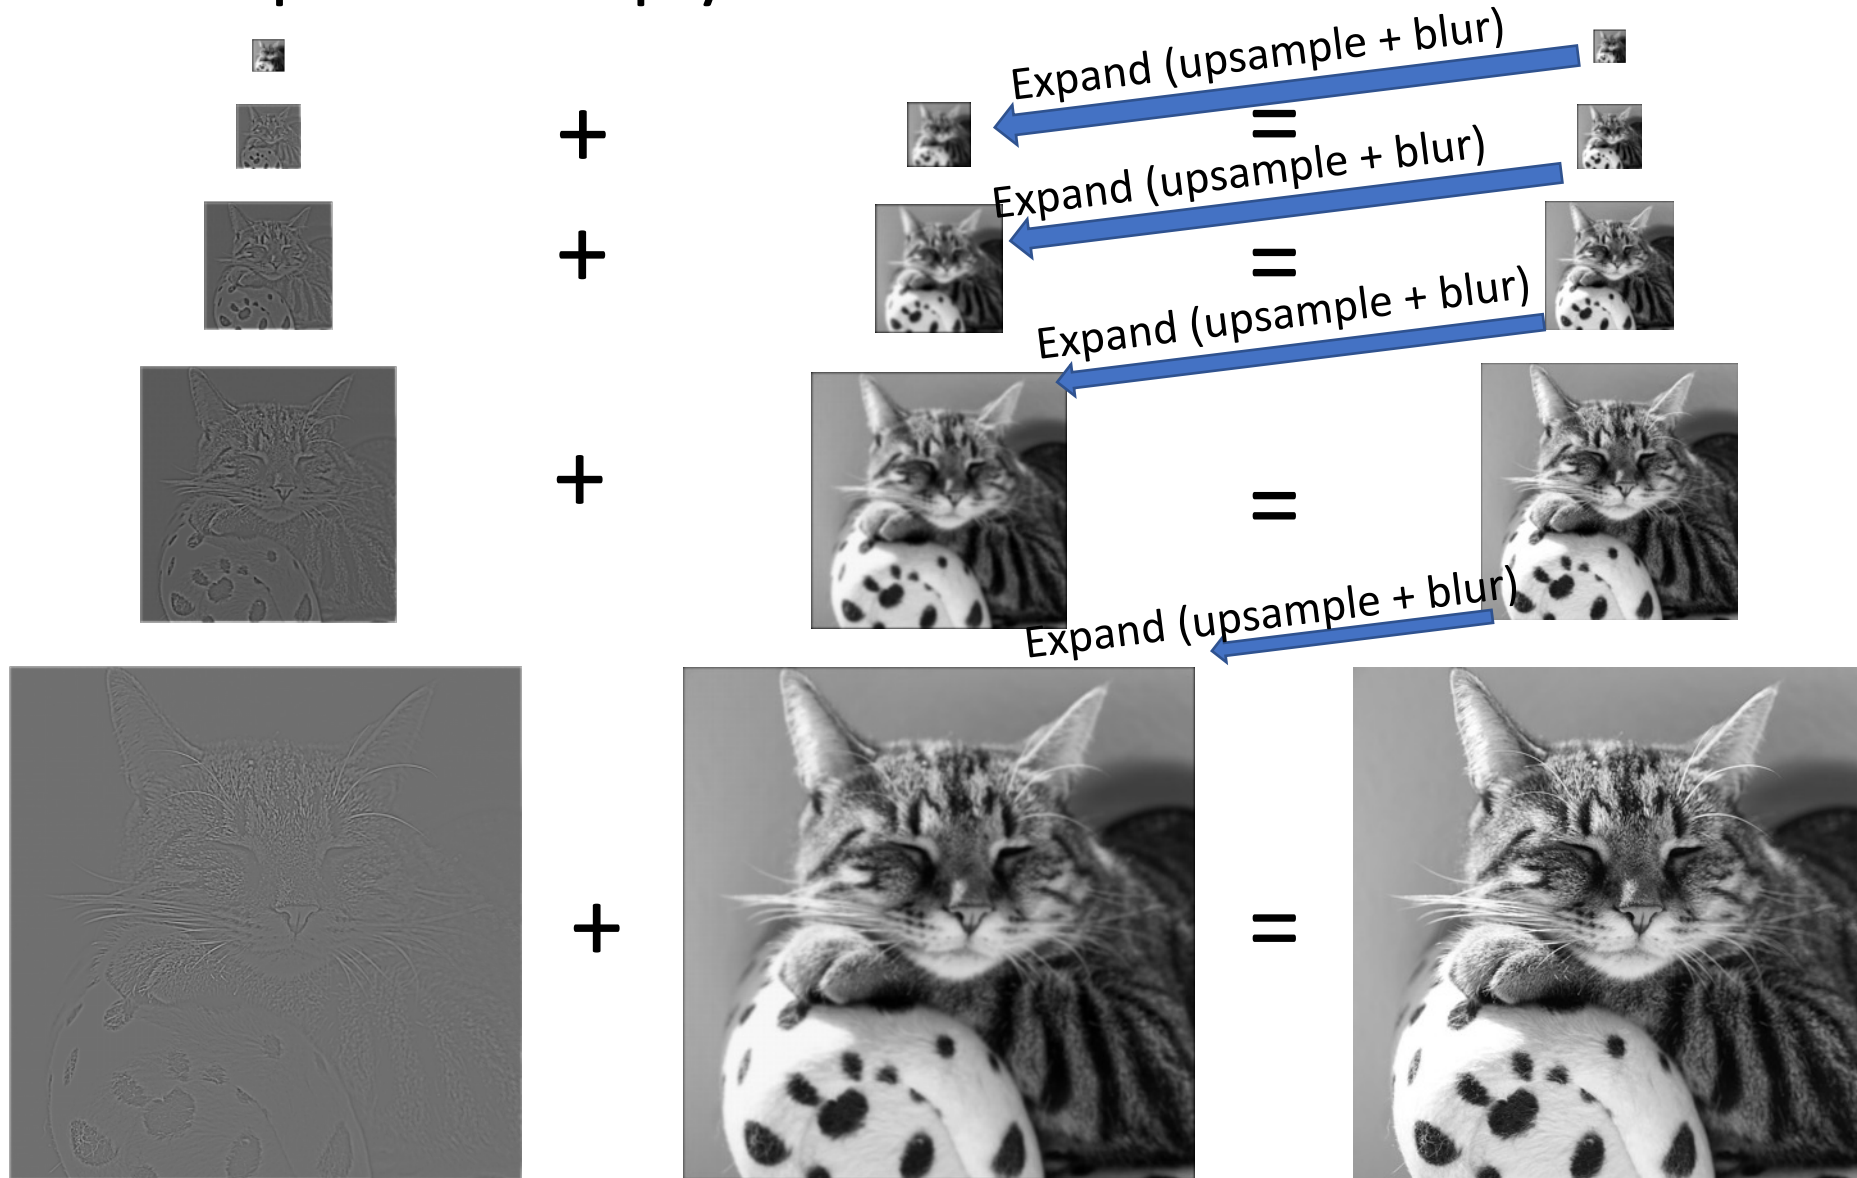 Expand (upsample + blur)
+
=
Expand (upsample + blur)
+
=
Expand (upsample + blur)
+
=
Expand (upsample + blur)
+
=